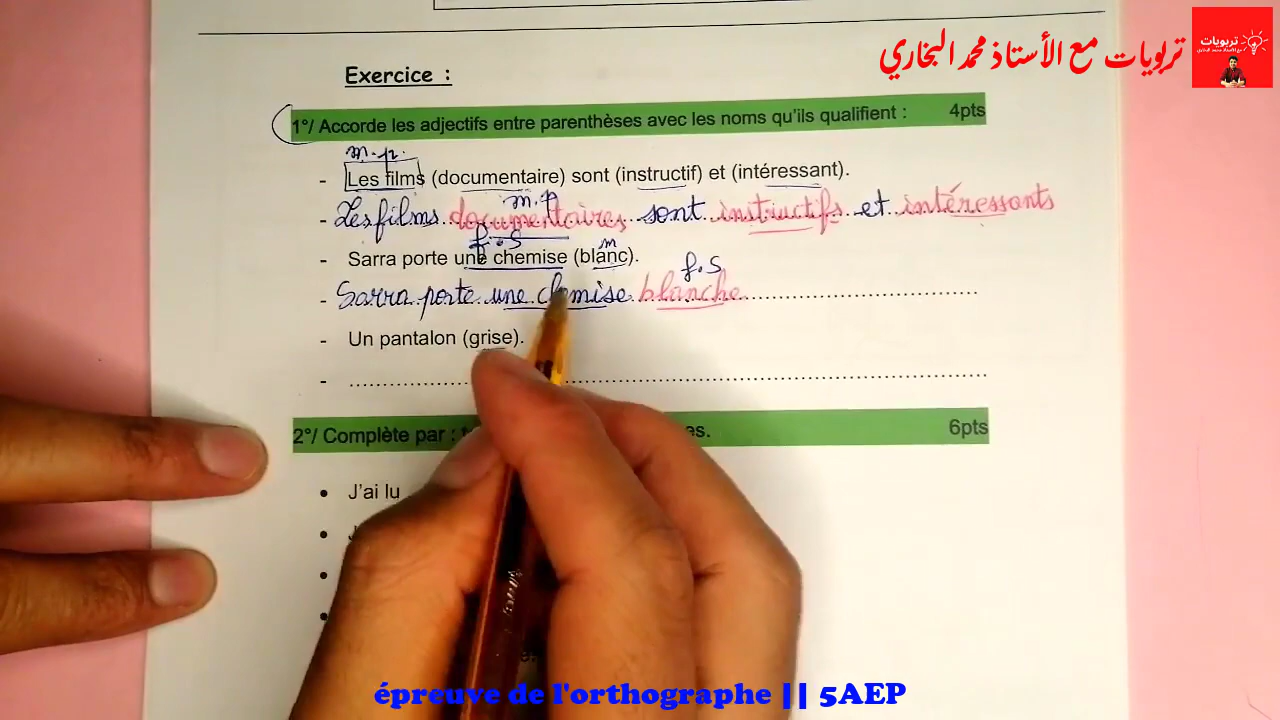 تربويات مع الأستاذ محمد البخاري
تربويات
Exercice :
1°/ Accorde les adjectifs entre parenthèses avec les noms qu'ils qualifient : 4pts
m.p.
- Les films (documentaire) sont (instructif) et (intéressant).
m.p
- Les films documentaires sont instructifs et intéressants
f.s m
- Sarra porte une chemise (blanc).
f.s
- Sarra porte une chemise blanche
- Un pantalon (grise).
-
2°/ Complète par : es. 6pts
• J'ai lu
épreuve de l'orthographe || 5AEP